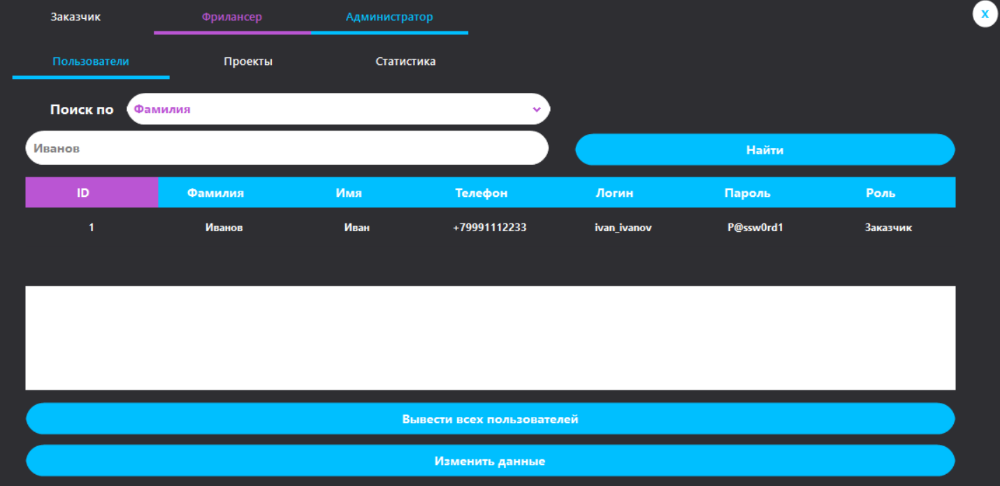 Заказчик Фрилансер Администратор X
Пользователи Проекты Статистика
Поиск по Фамилия
Иванов Найти
ID Фамилия Имя Телефон Логин Пароль Роль
1 Иванов Иван +79991112233 ivan_ivanov P@ssw0rd1 Заказчик
Вывести всех пользователей
Изменить данные